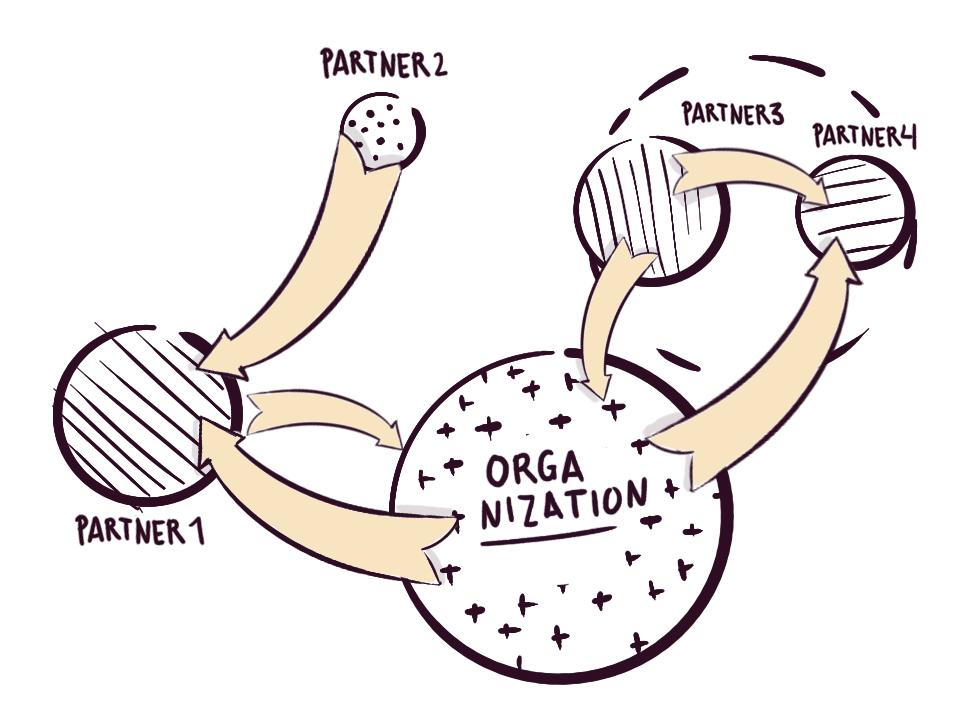 PARTNER 2
PARTNER3
PARTNER4
ORGA
NIZATION
PARTNER 1